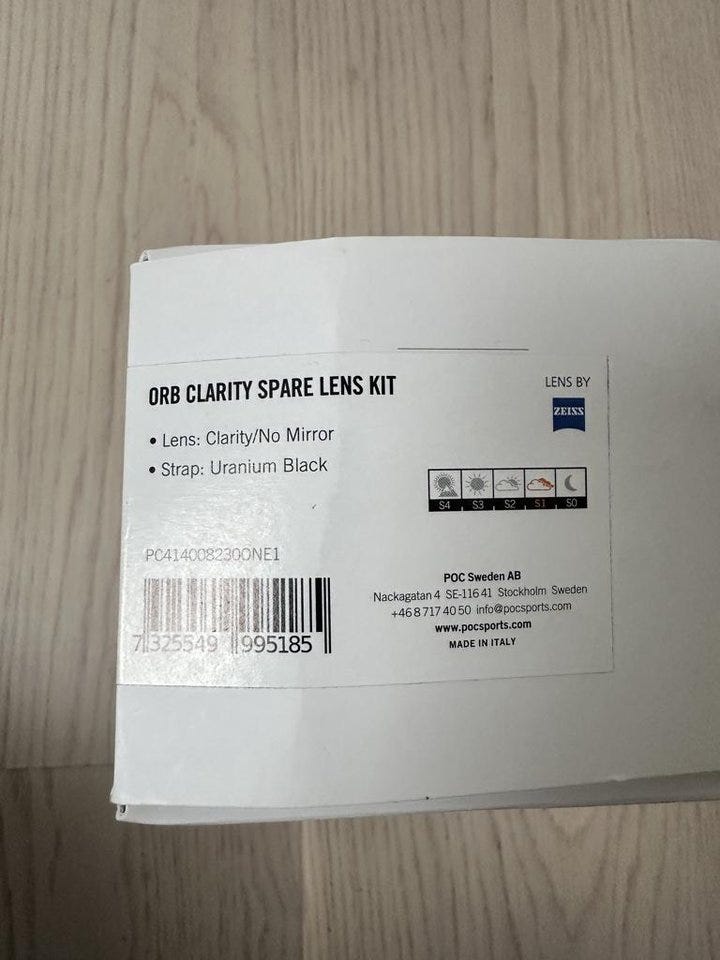 ORB CLARITY SPARE LENS KIT
• Lens: Clarity/No Mirror
• Strap: Uranium Black
LENS BY
ZEISS
S4 S3 S2 S1 S0
PC414008230ONE1
7 325549 995185
POC Sweden AB
Nackagatan 4 SE-116 41 Stockholm Sweden
+46 8 717 40 50 info@pocsports.com
www.pocsports.com
MADE IN ITALY